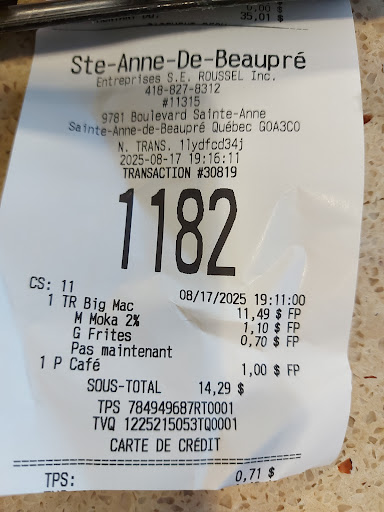 0,00 $
35,01 $
Ste-Anne-De-Beaupré
Entreprises S.E. ROUSSEL Inc.
418-827-8312
#11315
9781 Boulevard Sainte-Anne
Sainte-Anne-de-Beaupré Québec G0A3C0
N. TRANS. 1lydfcd34j
2025-08-17 19:16:11
TRANSACTION #30819
1182
CS: 11 08/17/2025 19:11:00
1 TR Big Mac 11,49 $ FP
M Moka 2% 1,10 $ FP
G Frites 0,70 $ FP
Pas maintenant
1 P Café 1,00 $ FP
SOUS-TOTAL 14,29 $
TPS 784949687RT0001
TVQ 1225215053TQ0001
CARTE DE CRÉDIT
TPS: 0,71 $